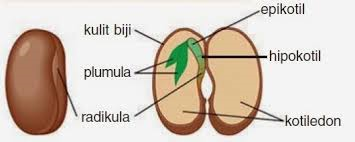 epikotil
kulit biji
hipokotil
plumula
radikula
kotiledon